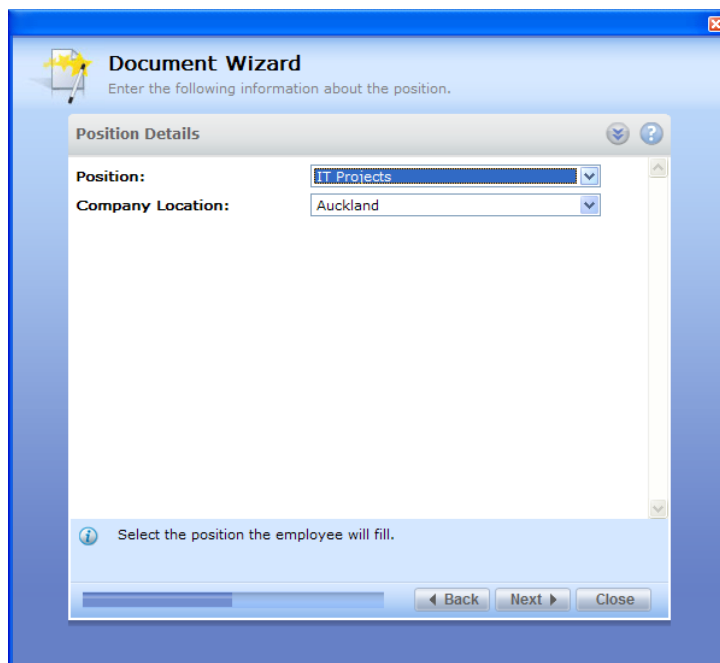 Document Wizard
Enter the following information about the position.
Position Details
?
Position: IT Projects
Company Location: Auckland
Select the position the employee will fill.
Back Next Close